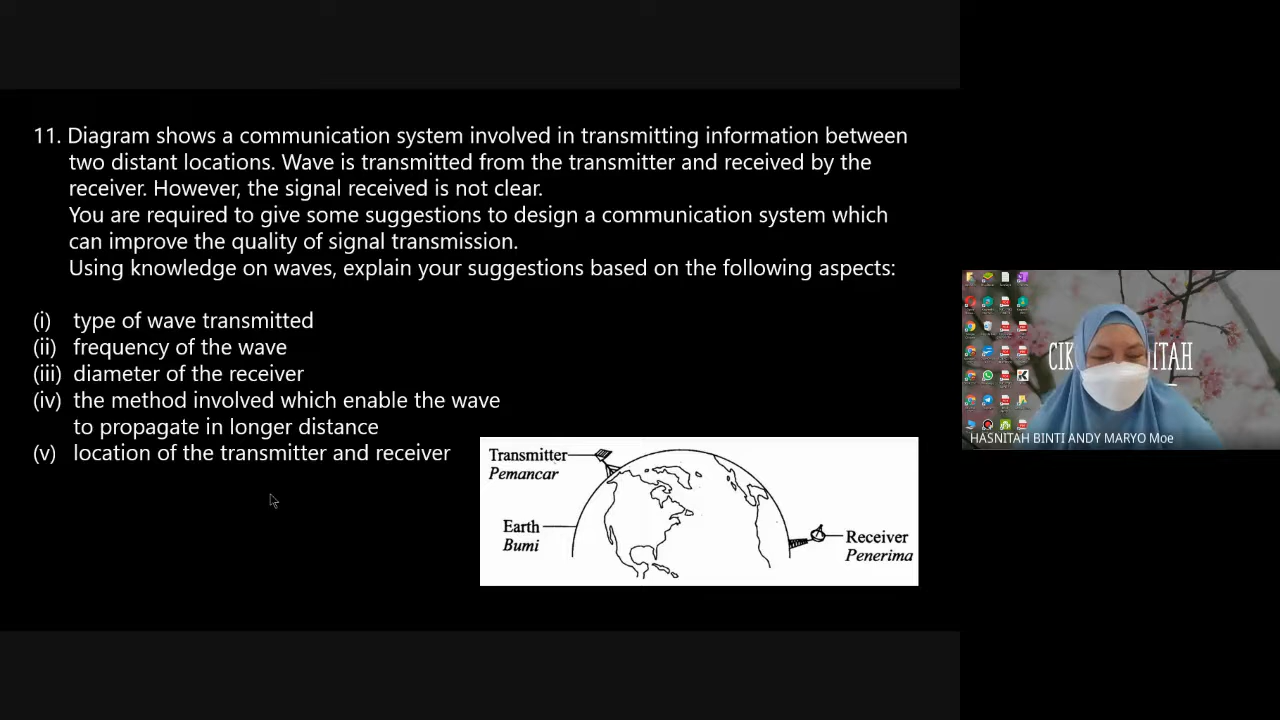 11. Diagram shows a communication system involved in transmitting information between
two distant locations. Wave is transmitted from the transmitter and received by the
receiver. However, the signal received is not clear.
You are required to give some suggestions to design a communication system which
can improve the quality of signal transmission.
Using knowledge on waves, explain your suggestions based on the following aspects:
(i) type of wave transmitted
(ii) frequency of the wave
(iii) diameter of the receiver
(iv) the method involved which enable the wave
to propagate in longer distance
(v) location of the transmitter and receiver
Transmitter
Pemancar
Earth
Bumi
Receiver
Penerima
CIK
TAH
HASNITAH BINTI ANDY MARYO Moe